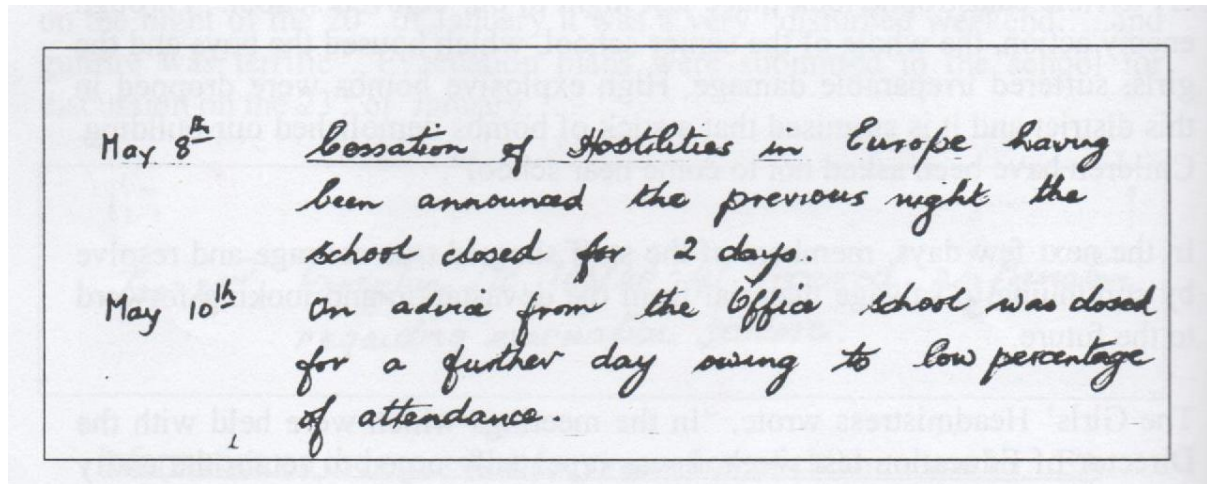 May 8th Cessation of Hostilities in Europe having
been announced the previous night the
school closed for 2 days.
May 10th On advice from the Office school was closed
for a further day owing to low percentage
of attendance.